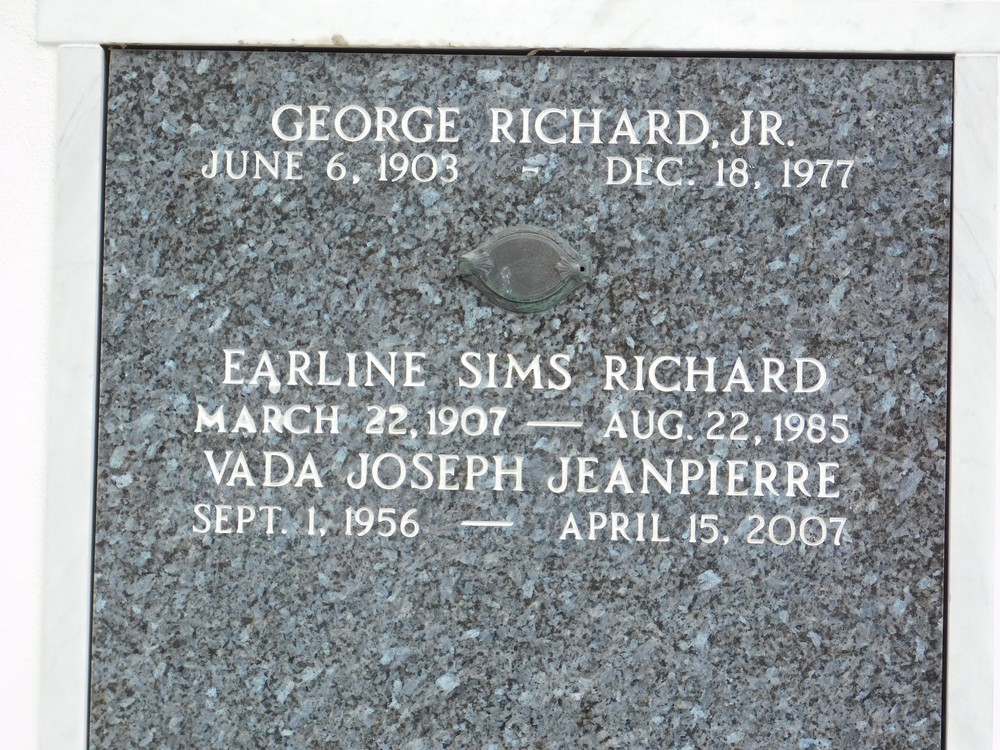 GEORGE RICHARD, JR.
JUNE 6, 1903 - DEC. 18, 1977
EARLINE SIMS RICHARD
MARCH 22, 1907 — AUG. 22, 1985
VADA JOSEPH JEANPIERRE
SEPT. 1, 1956 — APRIL 15, 2007